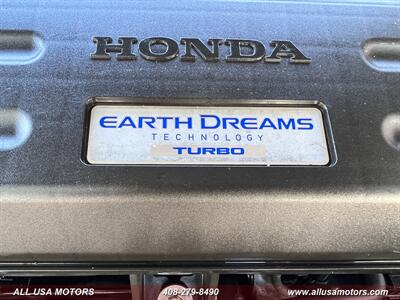 HONDA
EARTH DREAMS
TECHNOLOGY
TURBO
ALL USA MOTORS 408-279-8490 www.allusamotors.com